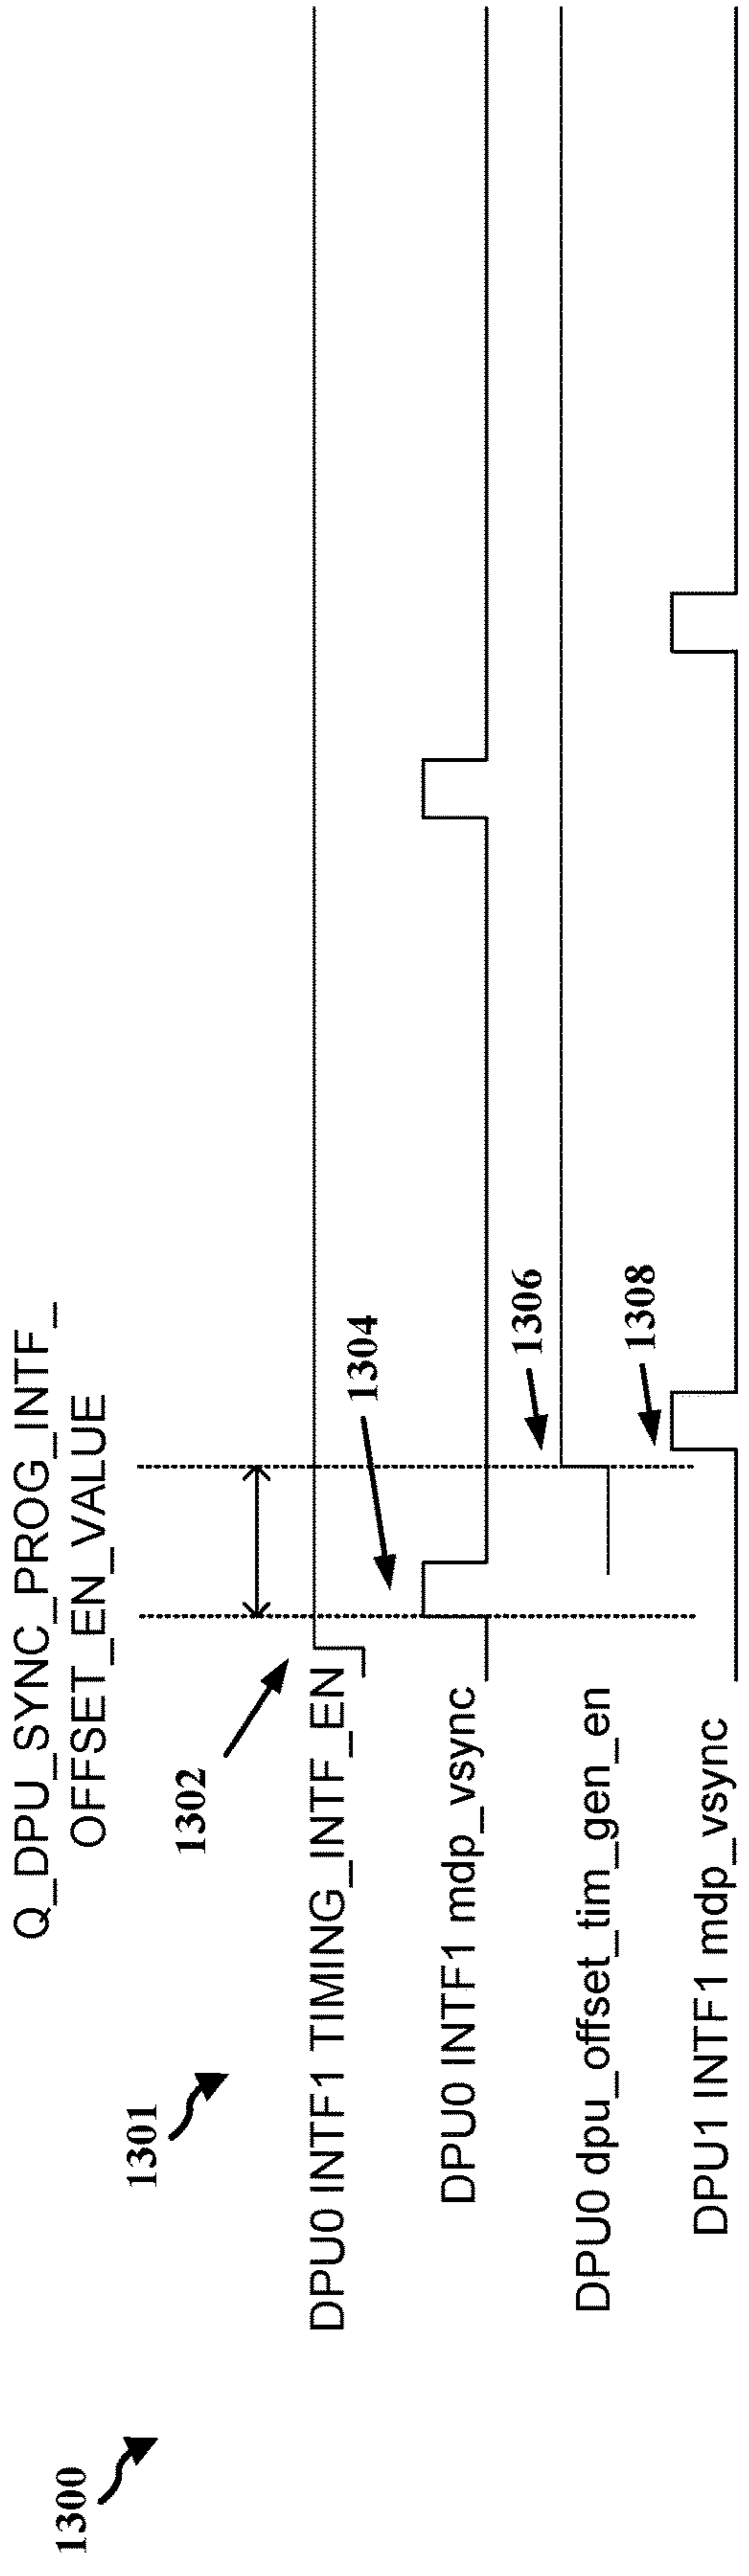 1300
1301
Q_DPU_SYNC_PROG_INTF_
OFFSET_EN_VALUE
1302
DPU0 INTF1 TIMING_INTF_EN
1304
DPU0 INTF1 mdp_vsync
1306
DPU0 dpu_offset_tim_gen_en
1308
DPU1 INTF1 mdp_vsync